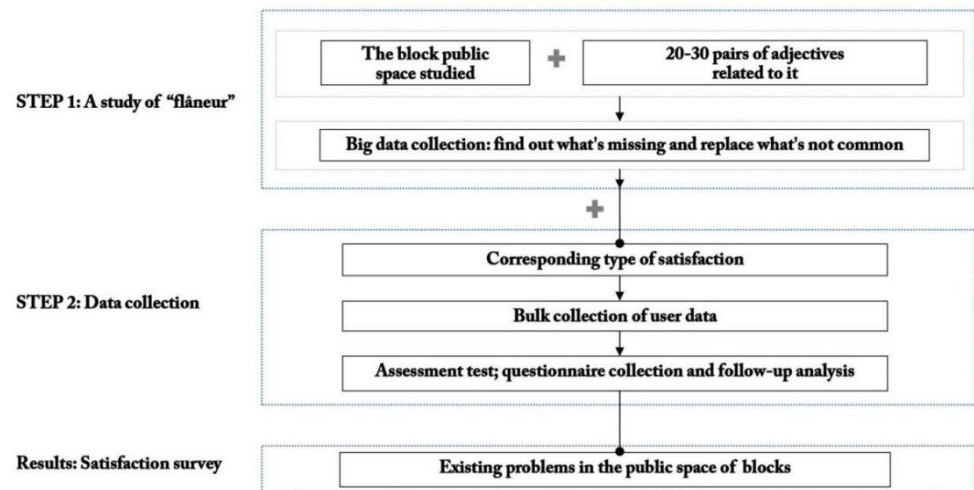 The block public
space studied
20-30 pairs of adjectives
related to it
STEP 1: A study of “flâneur”
Big data collection: find out what's missing and replace what's not common
Corresponding type of satisfaction
STEP 2: Data collection
Bulk collection of user data
Assessment test; questionnaire collection and follow-up analysis
Results: Satisfaction survey
Existing problems in the public space of blocks